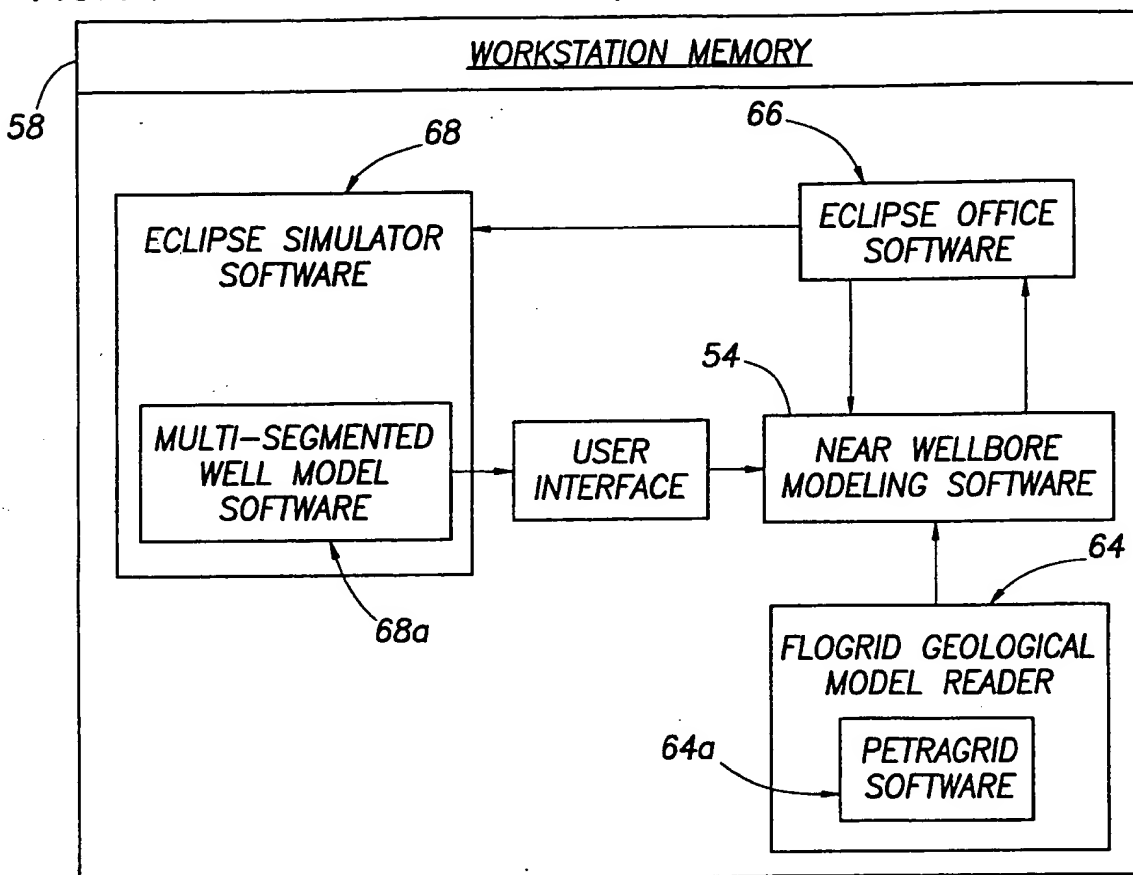 WORKSTATION MEMORY
58
68
66
ECLIPSE SIMULATOR
SOFTWARE
ECLIPSE OFFICE
SOFTWARE
54
MULTI-SEGMENTED
WELL MODEL
SOFTWARE
USER
INTERFACE
NEAR WELLBORE
MODELING SOFTWARE
68a
64
FLOGRID GEOLOGICAL
MODEL READER
64a
PETRAGRID
SOFTWARE